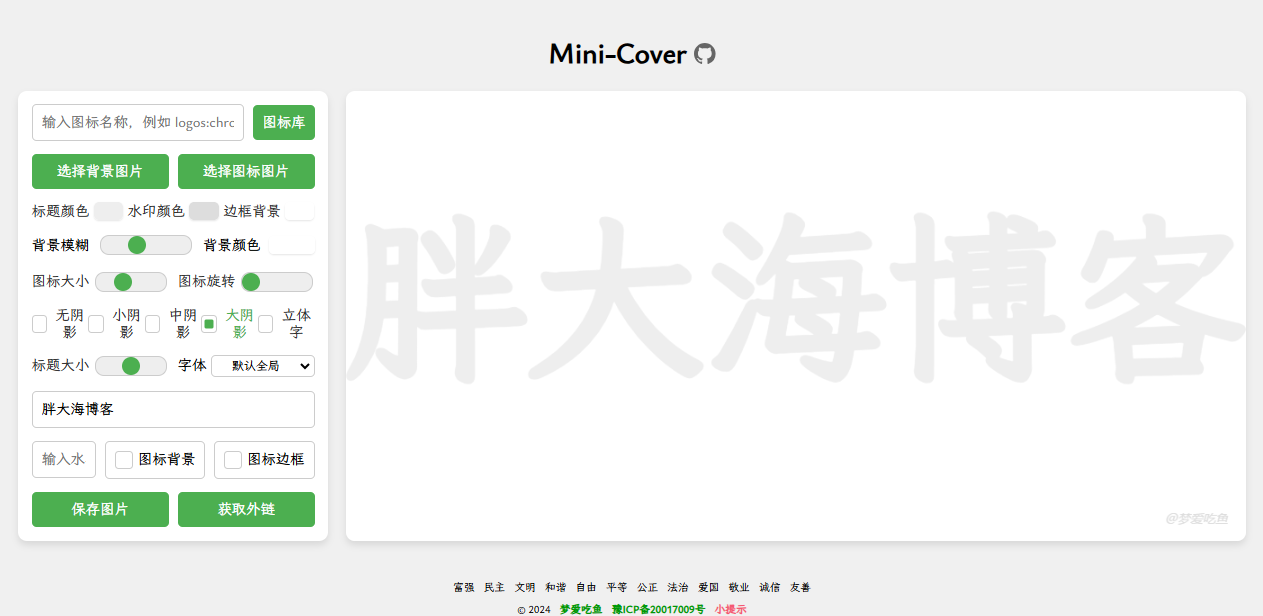 Mini-Cover
输入图标名称，例如 logos:chrc
图标库
选择背景图片
选择图标图片
标题颜色
水印颜色
边框背景
背景模糊
背景颜色
图标大小
图标旋转
无阴
影
小阴
影
中阴
影
大阴
影
立体
字
标题大小
字体
默认全局
胖大海博客
输入水
图标背景
图标边框
保存图片
获取外链
胖大海博客
@梦爱吃鱼
富强 民主 文明 和谐 自由 平等 公正 法治 爱国 敬业 诚信 友善
© 2024 梦爱吃鱼 豫ICP备20017009号 小提示